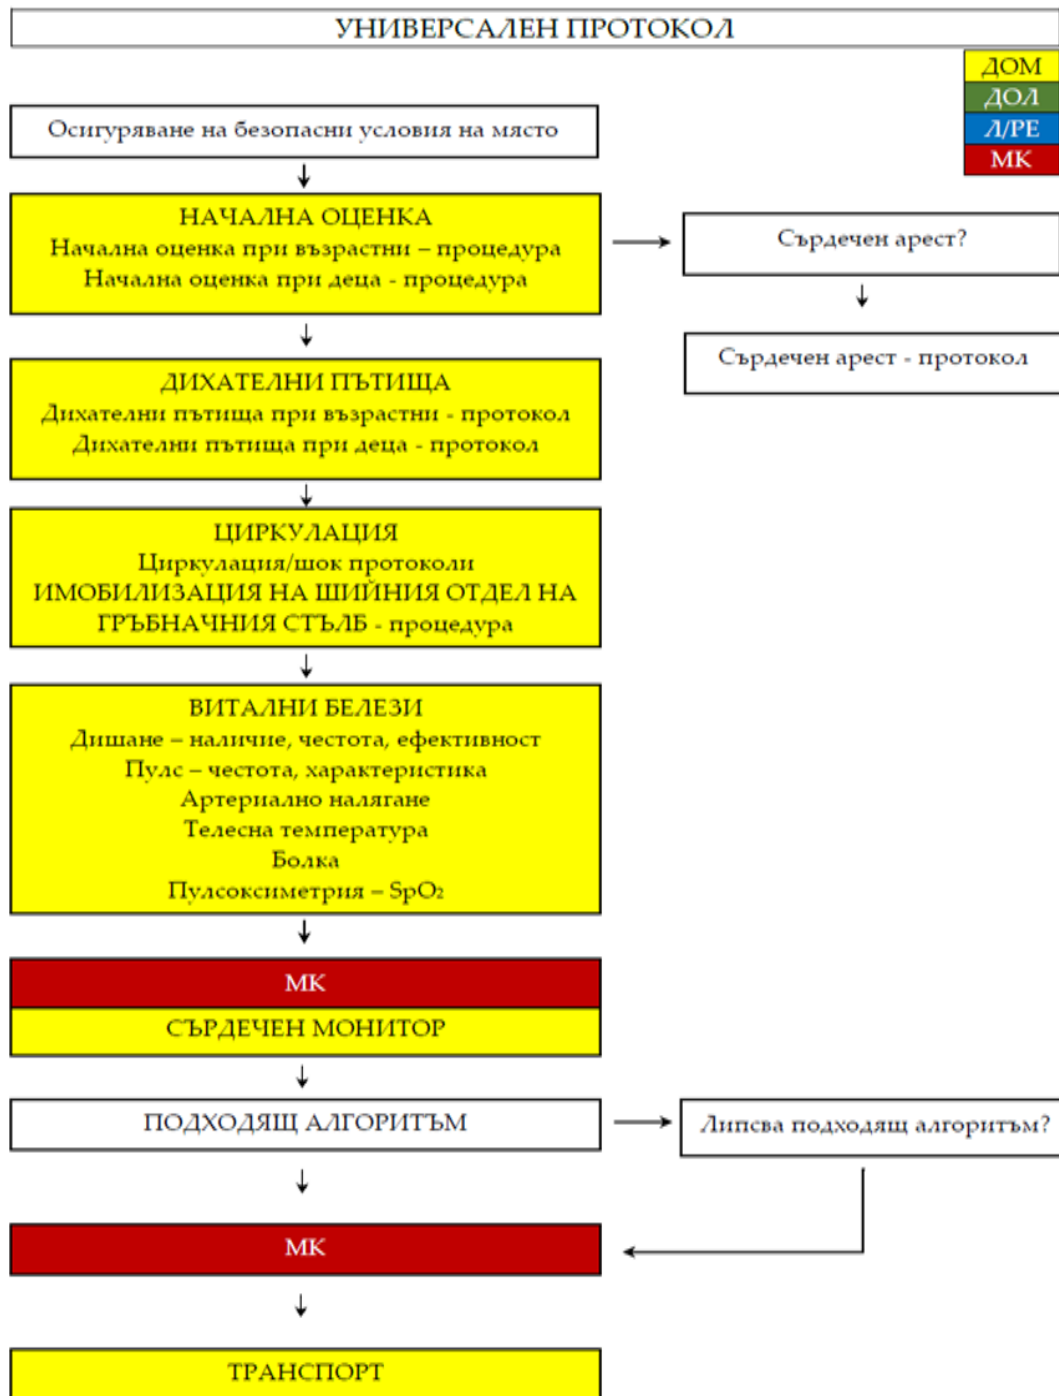 УНИВЕРСАЛЕН ПРОТОКОЛ
ДОМ
ДОЛ
Л/РЕ
МК
Осигуряване на безопасни условия на място
НАЧАЛНА ОЦЕНКА
Начална оценка при възрастни – процедура
Начална оценка при деца - процедура
Сърдечен арест?
Сърдечен арест - протокол
ДИХАТЕЛНИ ПЪТИЩА
Дихателни пътища при възрастни - протокол
Дихателни пътища при деца - протокол
ЦИРКУЛАЦИЯ
Циркулация/шок протоколи
ИМОБИЛИЗАЦИЯ НА ШИЙНИЯ ОТДЕЛ НА
ГРЪБНАЧНИЯ СТЪЛБ - процедура
ВИТАЛНИ БЕЛЕЗИ
Дишане – наличие, честота, ефективност
Пулс – честота, характеристика
Артериално налягане
Телесна температура
Болка
Пулсоксиметрия – SpO₂
МК
СЪРДЕЧЕН МОНИТОР
ПОДХОДЯЩ АЛГОРИТЪМ
Липсва подходящ алгоритъм?
МК
ТРАНСПОРТ